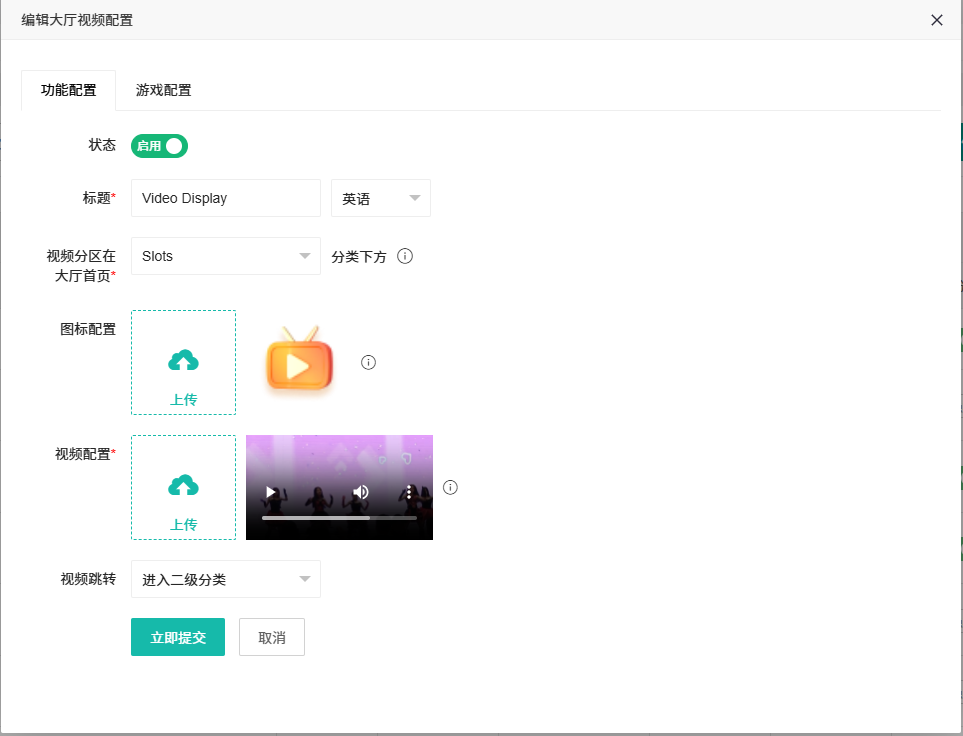 编辑大厅视频配置
功能配置 游戏配置
状态 启用
标题* Video Display 英语
视频分区在
大厅首页* Slots 分类下方
图标配置
上传
视频配置*
上传
视频跳转 进入二级分类
立即提交 取消